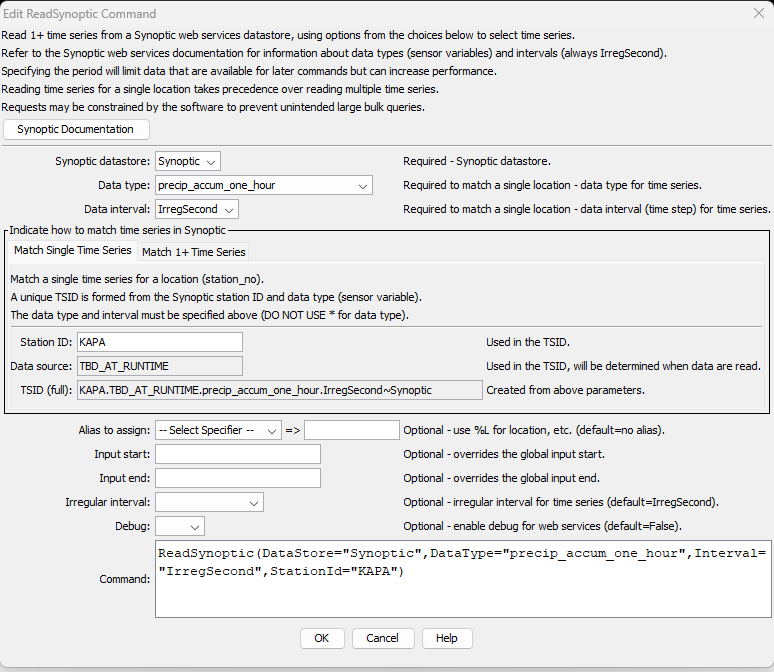 Edit ReadSynoptic Command
Read 1+ time series from a Synoptic web services datastore, using options from the choices below to select time series.
Refer to the Synoptic web services documentation for information about data types (sensor variables) and intervals (always IrregSecond).
Specifying the period will limit data that are available for later commands but can increase performance.
Reading time series for a single location takes precedence over reading multiple time series.
Requests may be constrained by the software to prevent unintended large bulk queries.
Synoptic Documentation
Synoptic datastore: Synoptic Required - Synoptic datastore.
Data type: precip_accum_one_hour Required to match a single location - data type for time series.
Data interval: IrregSecond Required to match a single location - data interval (time step) for time series.
Indicate how to match time series in Synoptic
Match Single Time Series Match 1+ Time Series
Match a single time series for a location (station_no).
A unique TSID is formed from the Synoptic station ID and data type (sensor variable).
The data type and interval must be specified above (DO NOT USE * for data type).
Station ID: KAPA Used in the TSID.
Data source: TBD_AT_RUNTIME Used in the TSID, will be determined when data are read.
TSID (full): KAPA.TBD_AT_RUNTIME.precip_accum_one_hour.IrregSecond~Synoptic Created from above parameters.
Alias to assign: -- Select Specifier -- => Optional - use %L for location, etc. (default=no alias).
Input start: Optional - overrides the global input start.
Input end: Optional - overrides the global input end.
Irregular interval: Optional - irregular interval for time series (default=IrregSecond).
Debug: Optional - enable debug for web services (default=False).
Command: ReadSynoptic(DataStore="Synoptic",DataType="precip_accum_one_hour",Interval=
"IrregSecond",StationId="KAPA")
OK Cancel Help